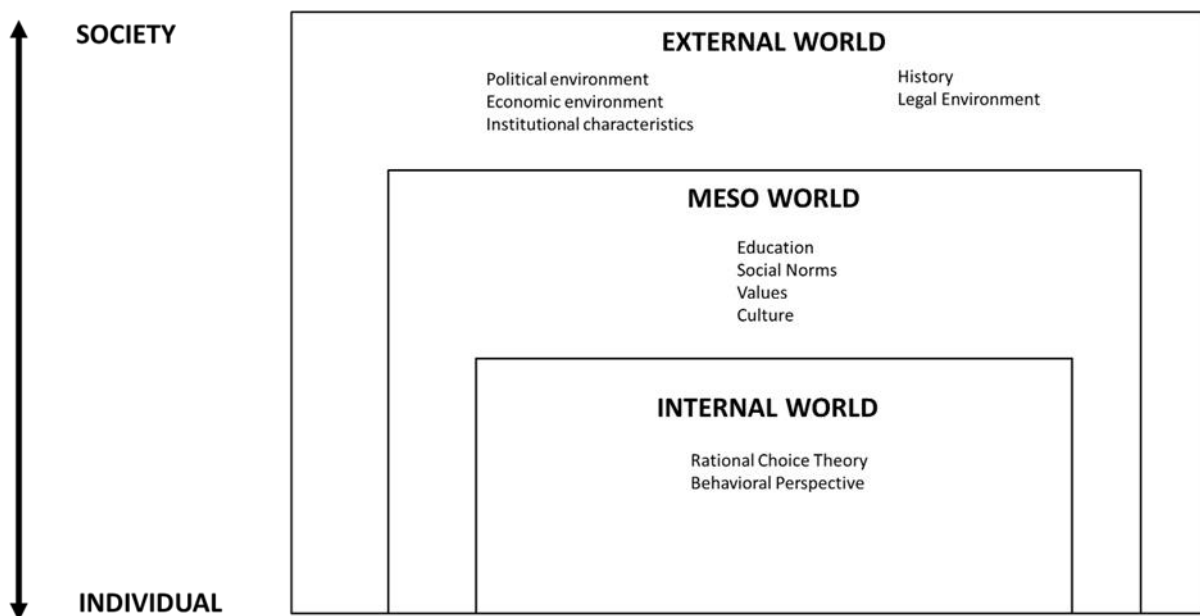 SOCIETY
EXTERNAL WORLD
Political environment
Economic environment
Institutional characteristics
History
Legal Environment
MESO WORLD
Education
Social Norms
Values
Culture
INTERNAL WORLD
Rational Choice Theory
Behavioral Perspective
INDIVIDUAL